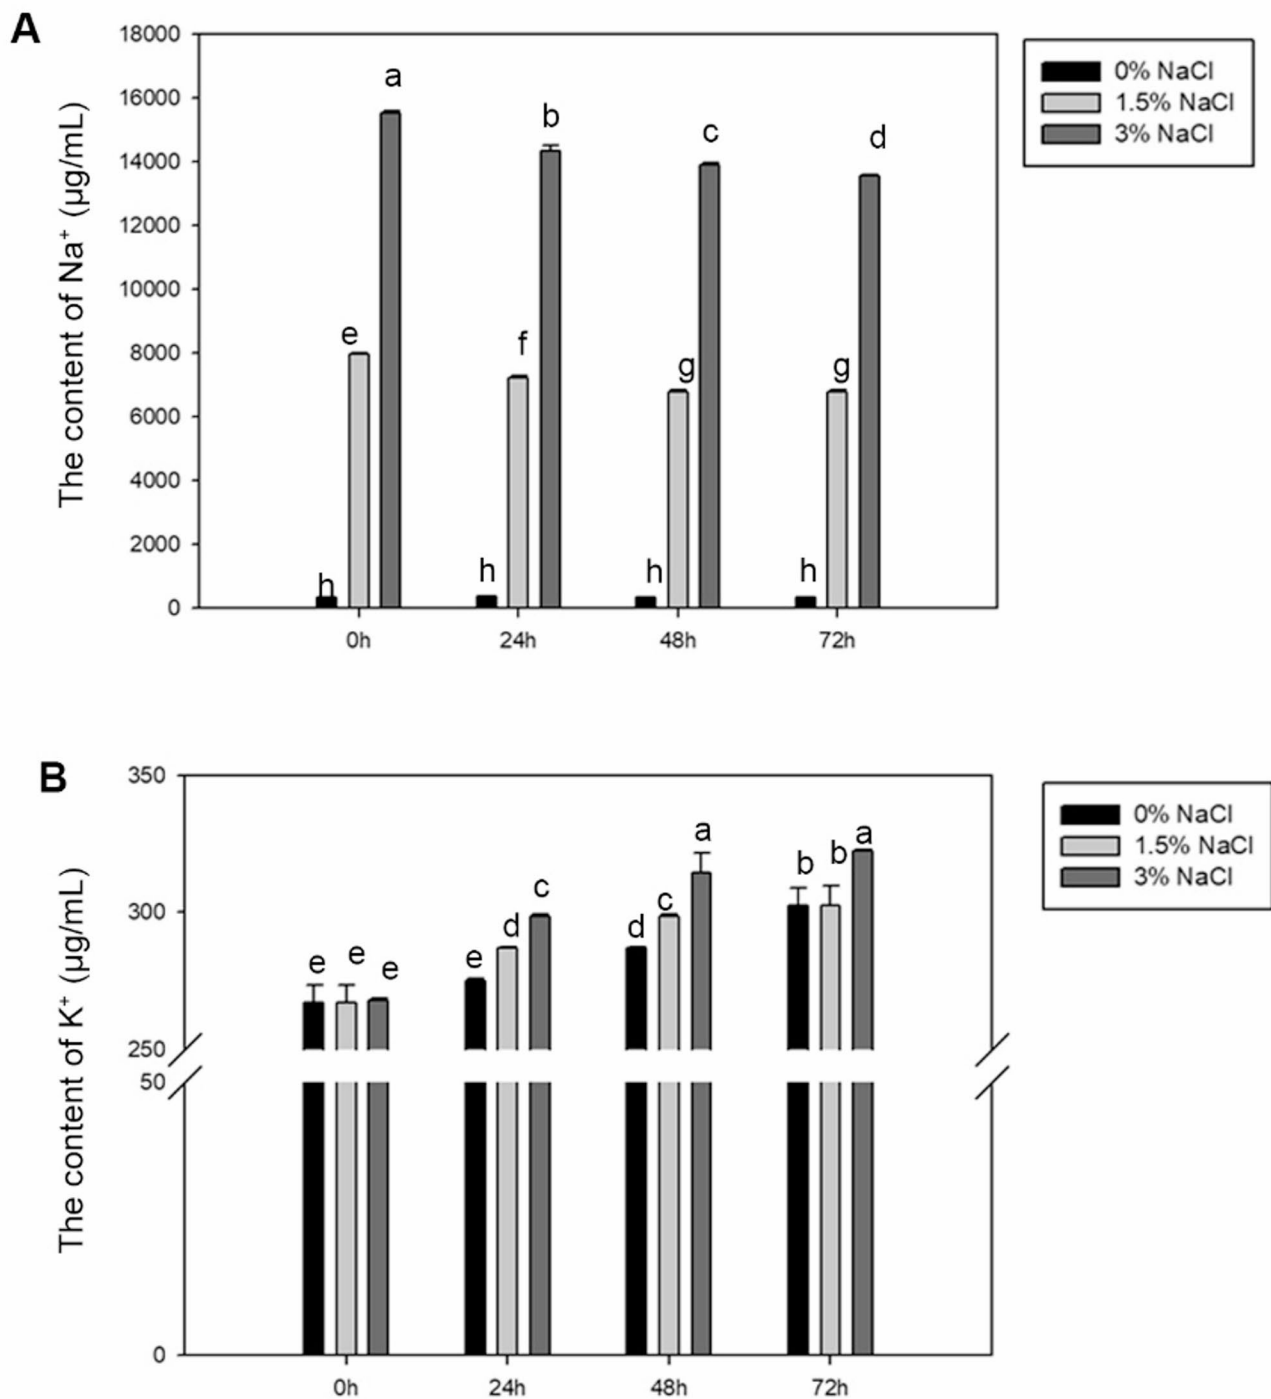 A
The content of Na⁺ (µg/mL)
18000
16000
14000
12000
10000
8000
6000
4000
2000
0
a
b
c
d
e
f
g
g
h
h
h
h
0h
24h
48h
72h
0% NaCl
1.5% NaCl
3% NaCl
B
The content of K⁺ (µg/mL)
350
300
250
50
0
e
e
e
e
d
c
d
c
a
b
b
a
0h
24h
48h
72h
0% NaCl
1.5% NaCl
3% NaCl